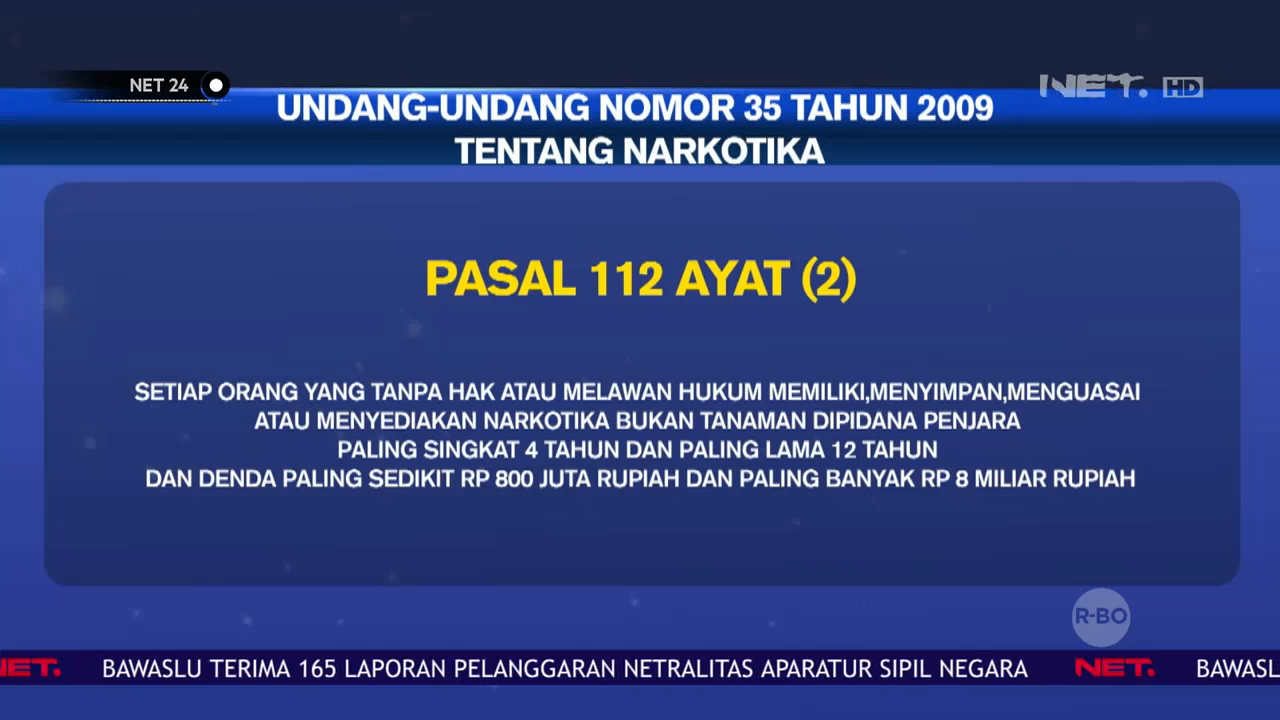 NET 24
NET. HD
UNDANG-UNDANG NOMOR 35 TAHUN 2009
TENTANG NARKOTIKA
PASAL 112 AYAT (2)
SETIAP ORANG YANG TANPA HAK ATAU MELAWAN HUKUM MEMILIKI,MENYIMPAN,MENGUASAI
ATAU MENYEDIAKAN NARKOTIKA BUKAN TANAMAN DIPIDANA PENJARA
PALING SINGKAT 4 TAHUN DAN PALING LAMA 12 TAHUN
DAN DENDA PALING SEDIKIT RP 800 JUTA RUPIAH DAN PALING BANYAK RP 8 MILIAR RUPIAH
R-BO
NET. BAWASLU TERIMA 165 LAPORAN PELANGGARAN NETRALITAS APARATUR SIPIL NEGARA NET. BAWASL